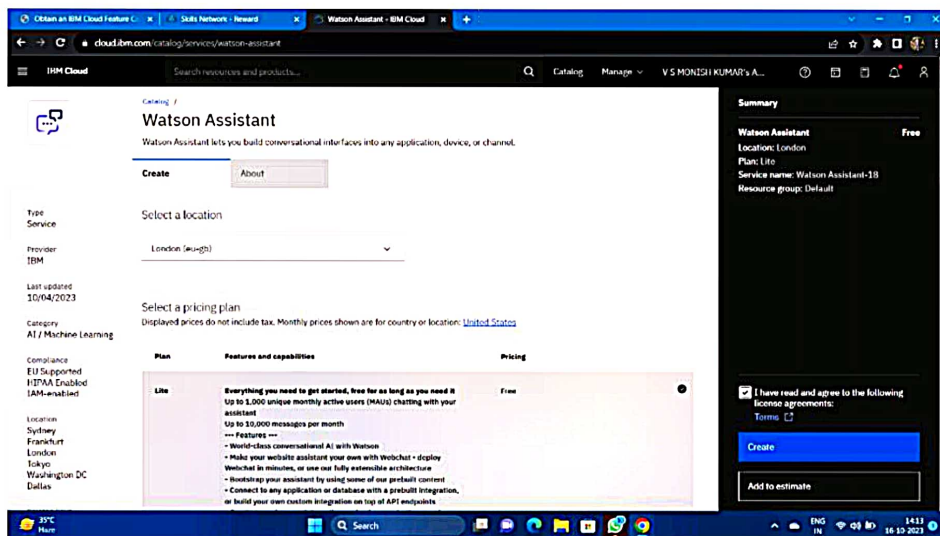 Obtain an IBM Cloud Feature C
Skills Network - Reward
Watson Assistant - IBM Cloud
cloud.ibm.com/catalog/services/watson-assistant
IBM Cloud
Search resources and products...
Catalog
Manage
V S MONISH KUMAR's A...
Catalog /
Watson Assistant
Watson Assistant lets you build conversational interfaces into any application, device, or channel.
Create
About
Type
Service
Provider
IBM
Last updated
10/04/2023
Category
AI / Machine Learning
Compliance
EU Supported
HIPAA Enabled
IAM-enabled
Location
Sydney
Frankfurt
London
Tokyo
Washington DC
Dallas
Select a location
London (eu-gb)
Select a pricing plan
Displayed prices do not include tax. Monthly prices shown are for country or location: United States
Plan Features and capabilities Pricing
Lite
Everything you need to get started, free for as long as you need it
Free
Up to 1,000 unique monthly active users (MAUs) chatting with your
assistant
Up to 10,000 messages per month
--- Features ---
- World-class conversational AI with Watson
- Make your website assistant your own with Webchat - deploy
Webchat in minutes, or use our fully extensible architecture
- Bootstrap your assistant by using some of our prebuilt content
- Connect to any application or database with a prebuilt integration,
or build your own custom integration on top of API endpoints
Summary
Watson Assistant Free
Location: London
Plan: Lite
Service name: Watson Assistant-18
Resource group: Default
I have read and agree to the following
license agreements:
Terms
Create
Add to estimate
35°C
Haze
Search
ENG
IN
14:13
16-10-2023